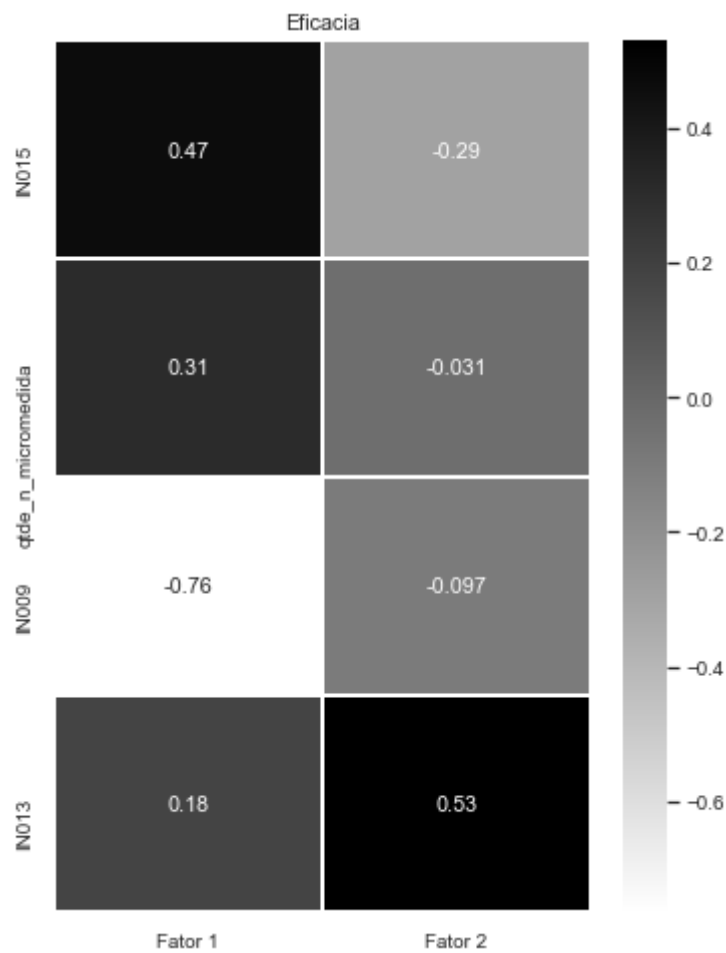 Eficacia
IN015
0.47
-0.29
qtde_n_micromedida
0.31
-0.031
IN009
-0.76
-0.097
IN013
0.18
0.53
Fator 1
Fator 2
0.4
0.2
0.0
−0.2
−0.4
−0.6